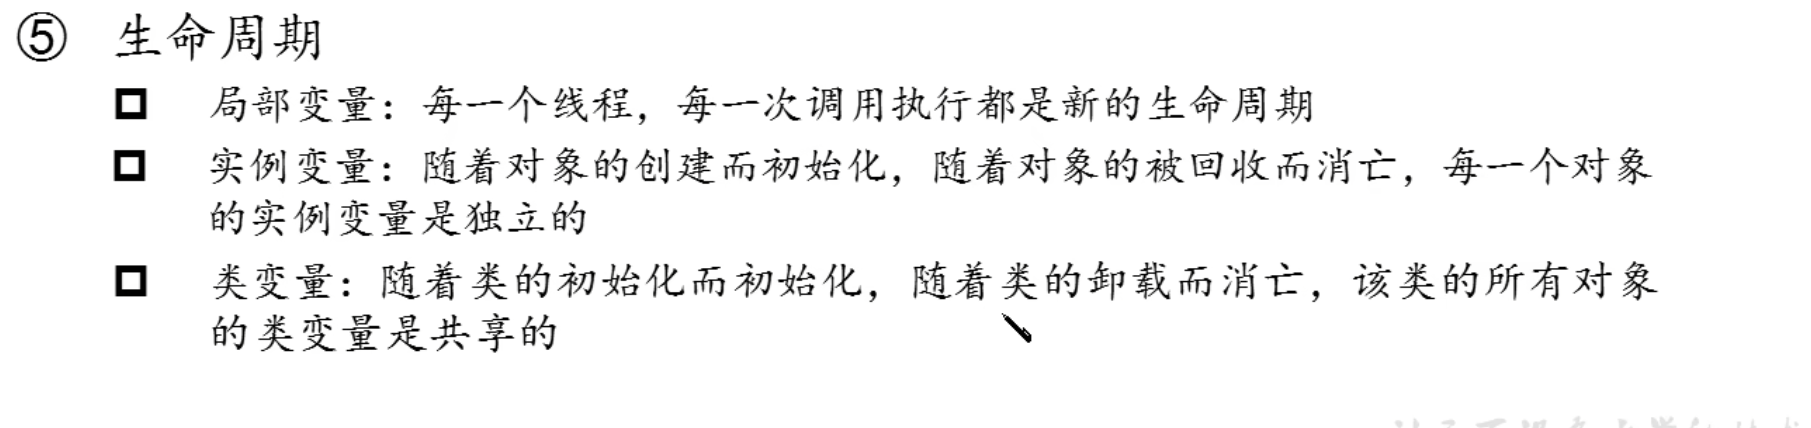 ⑤ 生命周期
局部变量：每一个线程，每一次调用执行都是新的生命周期
实例变量：随着对象的创建而初始化，随着对象的被回收而消亡，每一个对象
的实例变量是独立的
类变量：随着类的初始化而初始化，随着类的卸载而消亡，该类的所有对象
的类变量是共享的